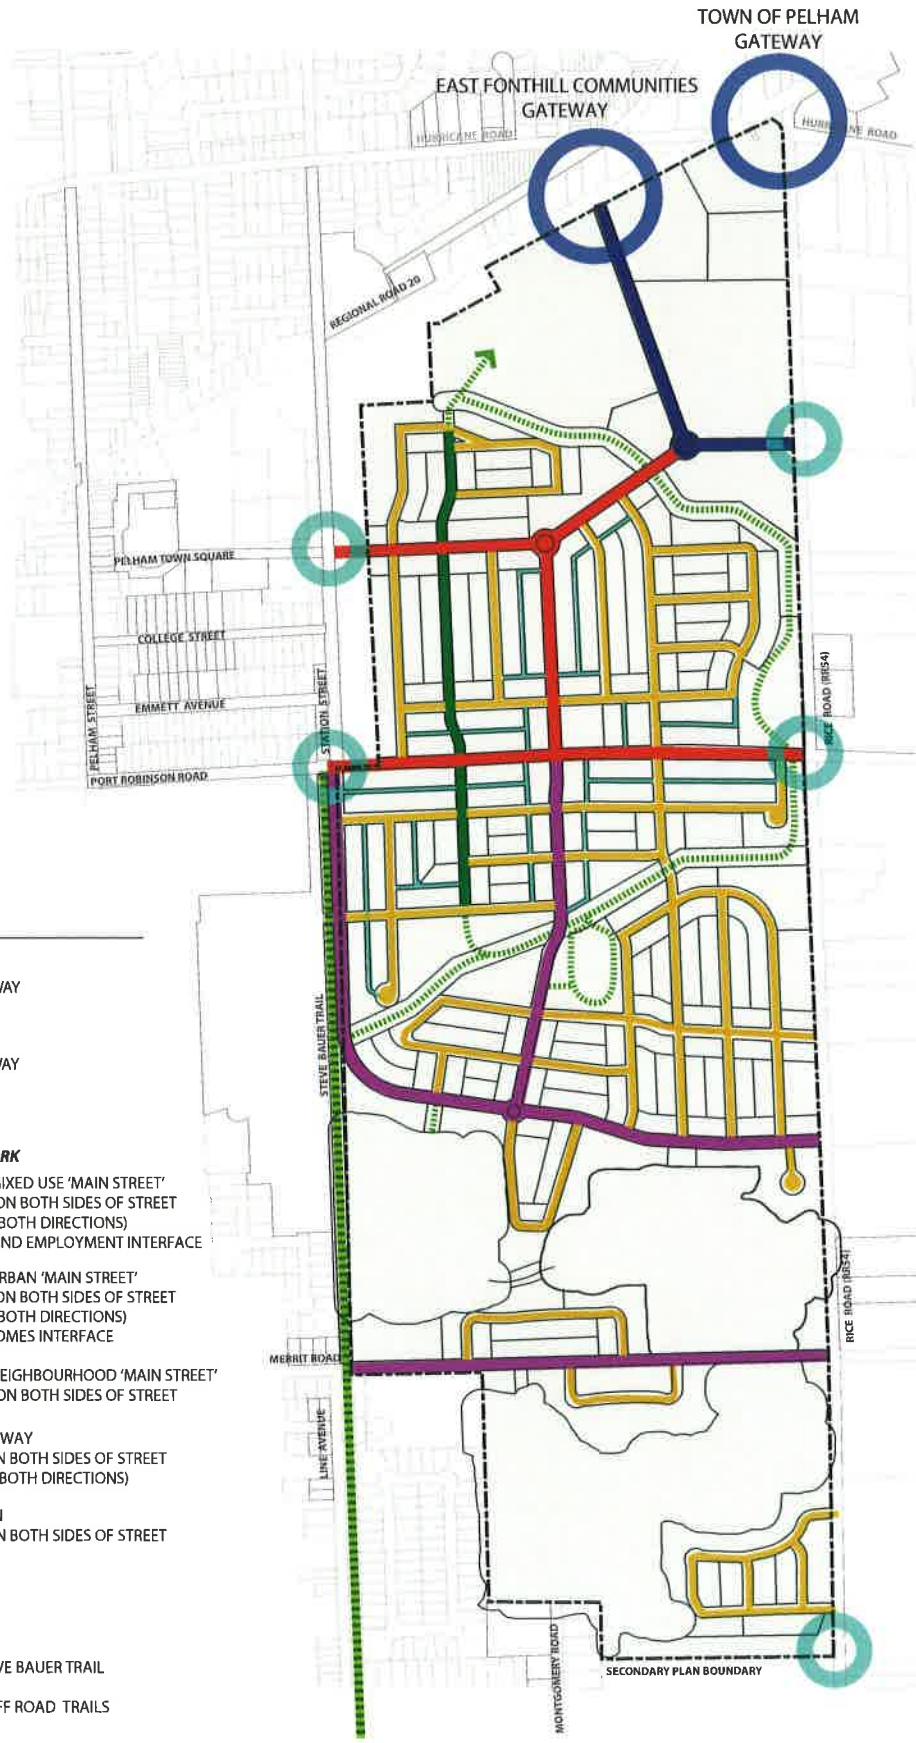 TOWN OF PELHAM
GATEWAY
EAST FONTHILL COMMUNITIES
GATEWAY
HURRICANE ROAD
HURRICANE ROAD
REGIONAL ROAD 20
PELHAM TOWN SQUARE
COLLEGE STREET
EMMETT AVENUE
PELHAM STREET
STATION STREET
RICE ROAD (RR54)
PORT ROBINSON ROAD
WAY
WAY
STEVE BAUER TRAIL
RK
MIXED USE 'MAIN STREET'
ON BOTH SIDES OF STREET
BOTH DIRECTIONS)
ND EMPLOYMENT INTERFACE
RBAN 'MAIN STREET'
ON BOTH SIDES OF STREET
BOTH DIRECTIONS)
OMES INTERFACE
EIGHBOURHOOD 'MAIN STREET'
ON BOTH SIDES OF STREET
WAY
N BOTH SIDES OF STREET
BOTH DIRECTIONS)
N
N BOTH SIDES OF STREET
MERRIT ROAD
RICE ROAD (RR54)
LINE AVENUE
MONTGOMERY ROAD
SECONDARY PLAN BOUNDARY
VE BAUER TRAIL
FF ROAD TRAILS